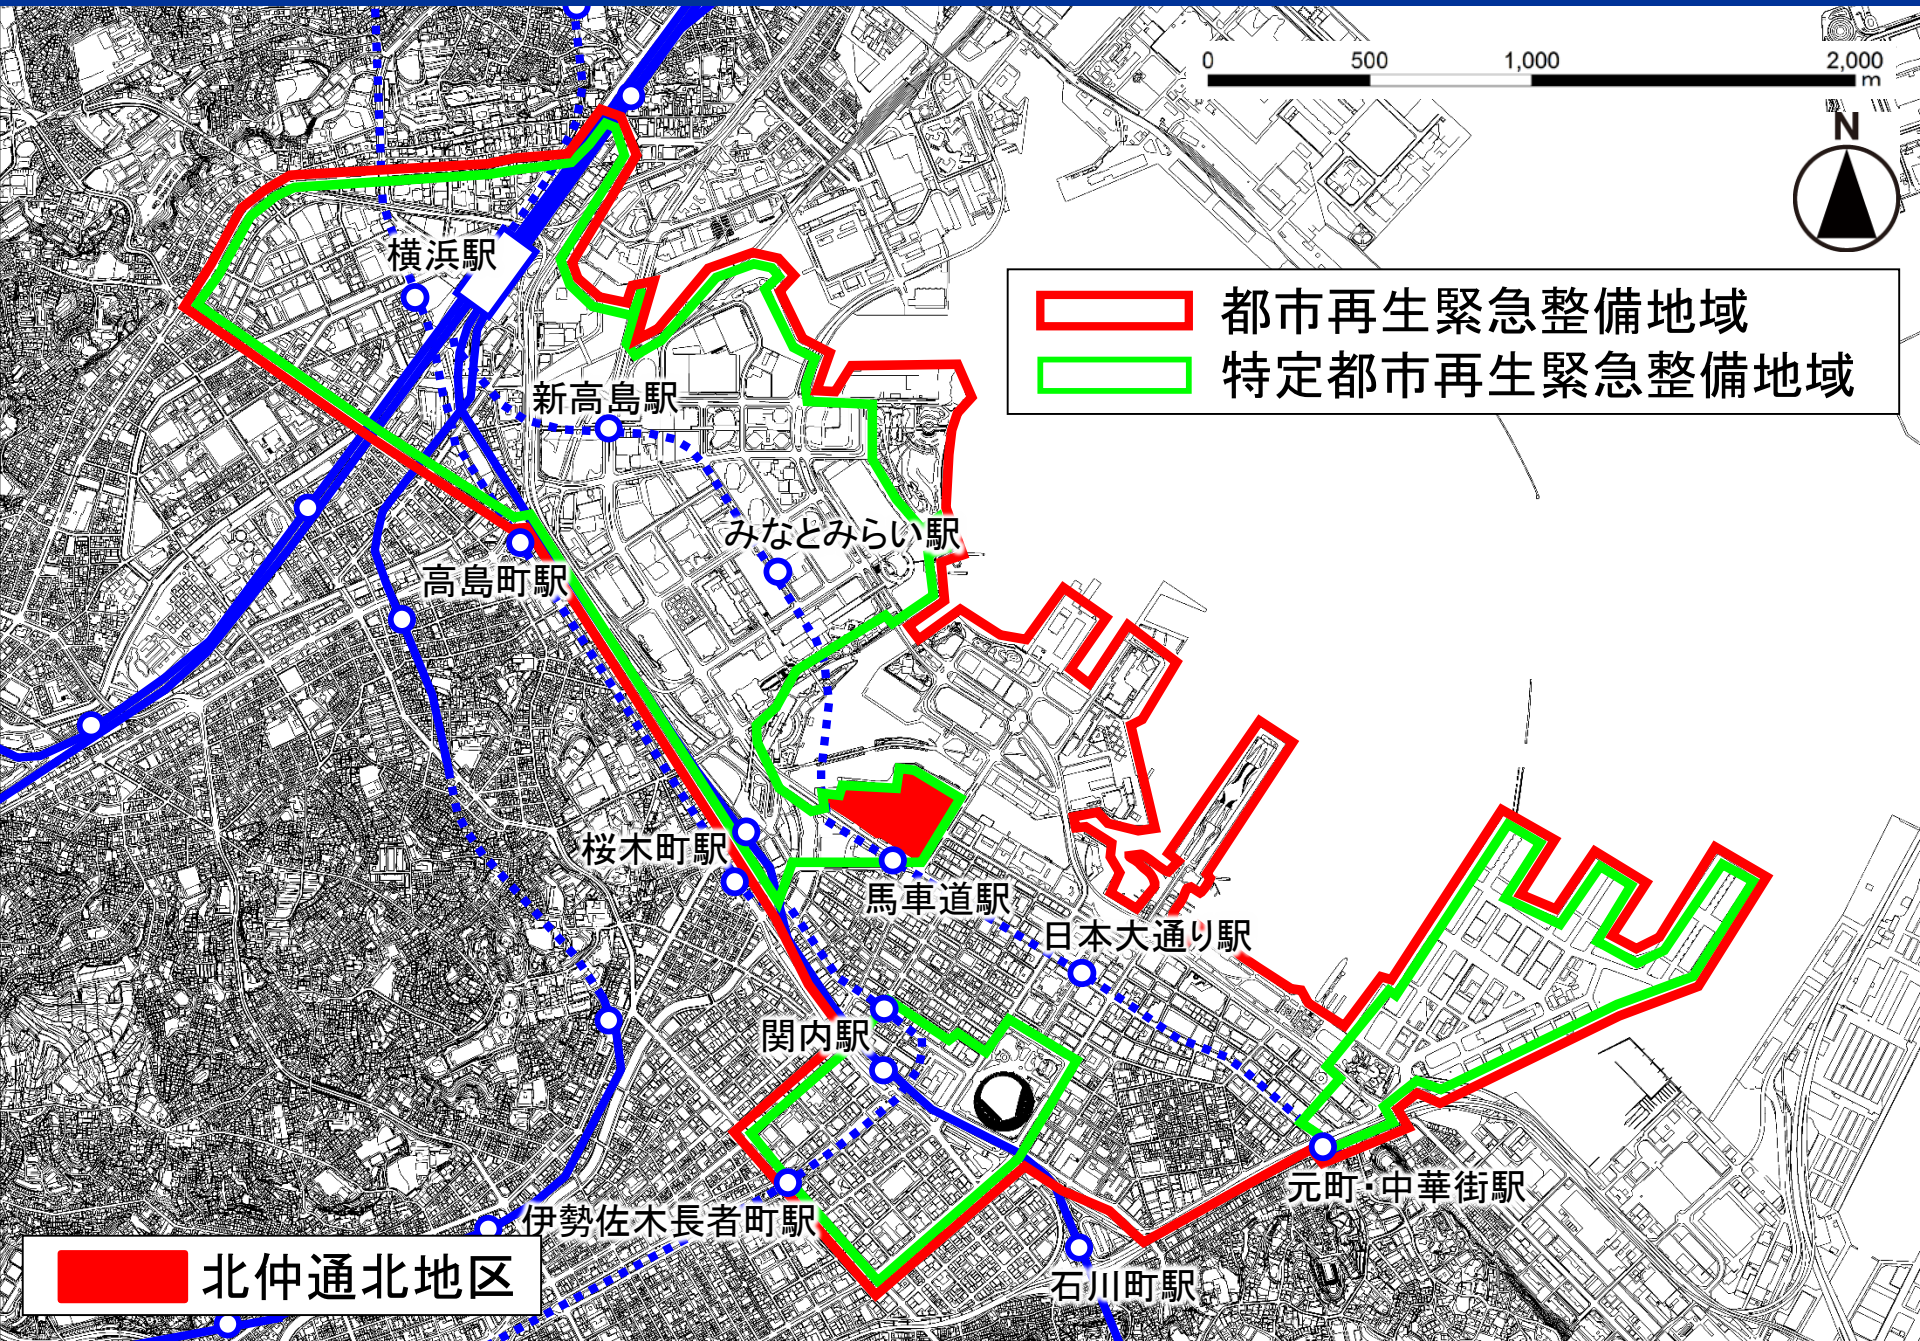 0 500 1,000 2,000
m
N
横浜駅
都市再生緊急整備地域
特定都市再生緊急整備地域
新高島駅
みなとみらい駅
高島町駅
桜木町駅
馬車道駅
日本大通り駅
関内駅
元町・中華街駅
伊勢佐木長者町駅
石川町駅
北仲通北地区